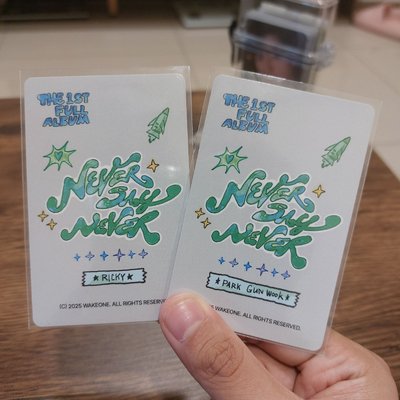 THE 1ST
FULL
ALBUM
NEVER
SAY
NEVER
★RICKY★
(C) 2025 WAKEONE. ALL RIGHTS RESERVED.
THE 1ST
FULL
ALBUM
NEVER
SAY
NEVER
★PARK GUN WOOK★
(C) 2025 WAKEONE. ALL RIGHTS RESERVED.